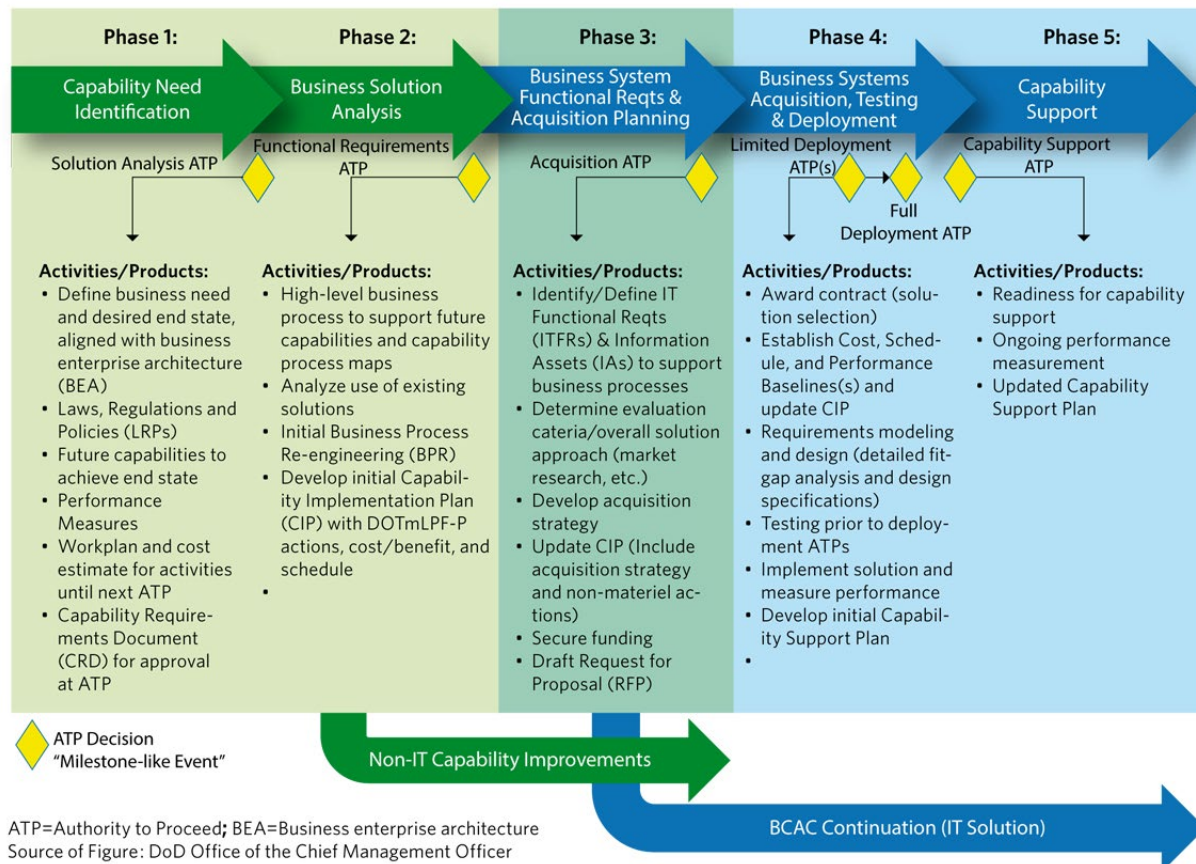 Phase 1:
Capability Need
Identification
Phase 2:
Business Solution
Analysis
Phase 3:
Business System
Functional Reqts &
Acquisition Planning
Phase 4:
Business Systems
Acquisition, Testing
& Deployment
Phase 5:
Capability
Support
Solution Analysis ATP
Functional Requirements
ATP
Acquisition ATP
Limited Deployment
ATP(s)
Full
Deployment ATP
Capability Support
ATP
Activities/Products:
• Define business need
and desired end state,
aligned with business
enterprise architecture
(BEA)
• Laws, Regulations and
Policies (LRPs)
• Future capabilities to
achieve end state
• Performance
Measures
• Workplan and cost
estimate for activities
until next ATP
• Capability Require-
ments Document
(CRD) for approval
at ATP
Activities/Products:
• High-level business
process to support future
capabilities and capability
process maps
• Analyze use of existing
solutions
• Initial Business Process
Re-engineering (BPR)
• Develop initial Capability
Implementation Plan
(CIP) with DOTmLPF-P
actions, cost/benefit, and
schedule
•
Activities/Products:
• Identify/Define IT
Functional Reqts
(ITFRs) & Information
Assets (IAs) to support
business processes
• Determine evaluation
cateria/overall solution
approach (market
research, etc.)
• Develop acquisition
strategy
• Update CIP (Include
acquisition strategy
and non-materiel ac-
tions)
• Secure funding
• Draft Request for
Proposal (RFP)
Activities/Products:
• Award contract (solu-
tion selection)
• Establish Cost, Sched-
ule, and Performance
Baselines(s) and
update CIP
• Requirements modeling
and design (detailed fit-
gap analysis and design
specifications)
• Testing prior to deploy-
ment ATPs
• Implement solution and
measure performance
• Develop initial Capabil-
ity Support Plan
•
Activities/Products:
• Readiness for capability
support
• Ongoing performance
measurement
• Updated Capability
Support Plan
ATP Decision
"Milestone-like Event"
Non-IT Capability Improvements
BCAC Continuation (IT Solution)
ATP=Authority to Proceed; BEA=Business enterprise architecture
Source of Figure: DoD Office of the Chief Management Officer